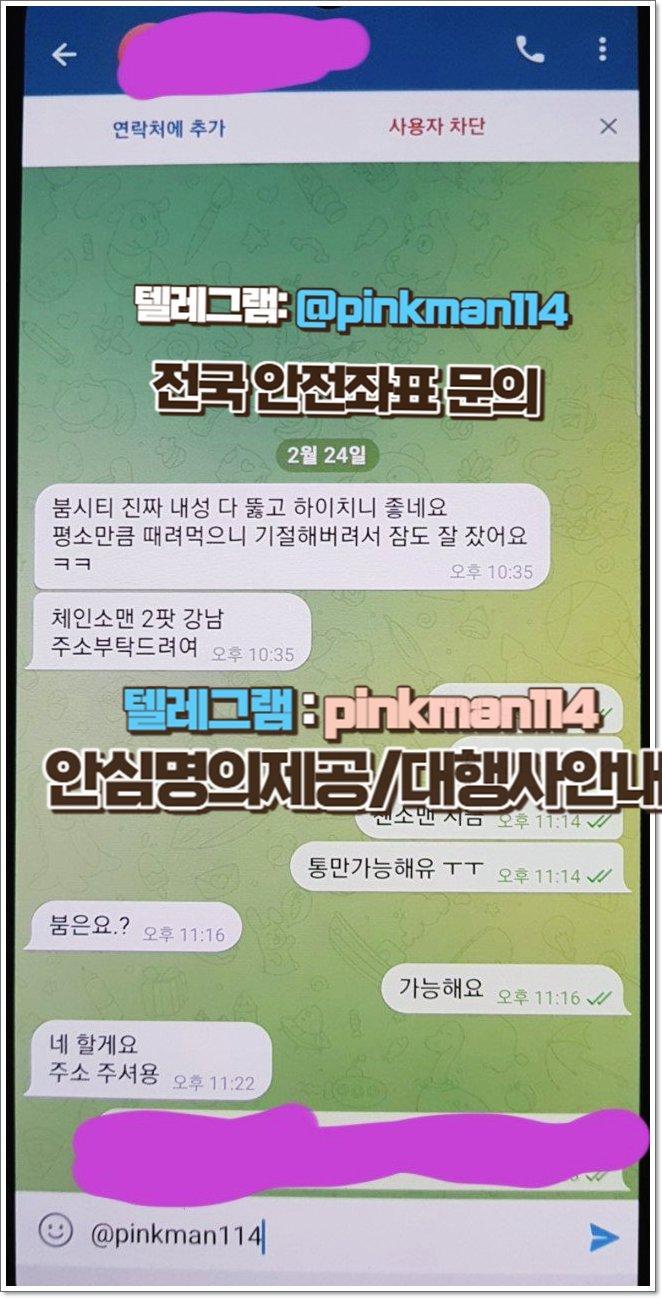 연락처에 추가 사용자 차단
텔레그램: @pinkman114
전국 안전좌표 문의
2월 24일
붐시티 진짜 내성 다 뚫고 하이치니 좋네요
평소만큼 때려먹으니 기절해버려서 잠도 잘 잤어요
ㅋㅋ
오후 10:35
체인소맨 2팟 강남
주소부탁드려여 오후 10:35
텔레그램 : pinkman114
안심명의제공/대행사안내
지금 오후 11:14
통만가능해유 ㅜㅜ 오후 11:14
붐은요.? 오후 11:16
가능해요 오후 11:16
네 할게요
주소 주셔용 오후 11:22
@pinkman114